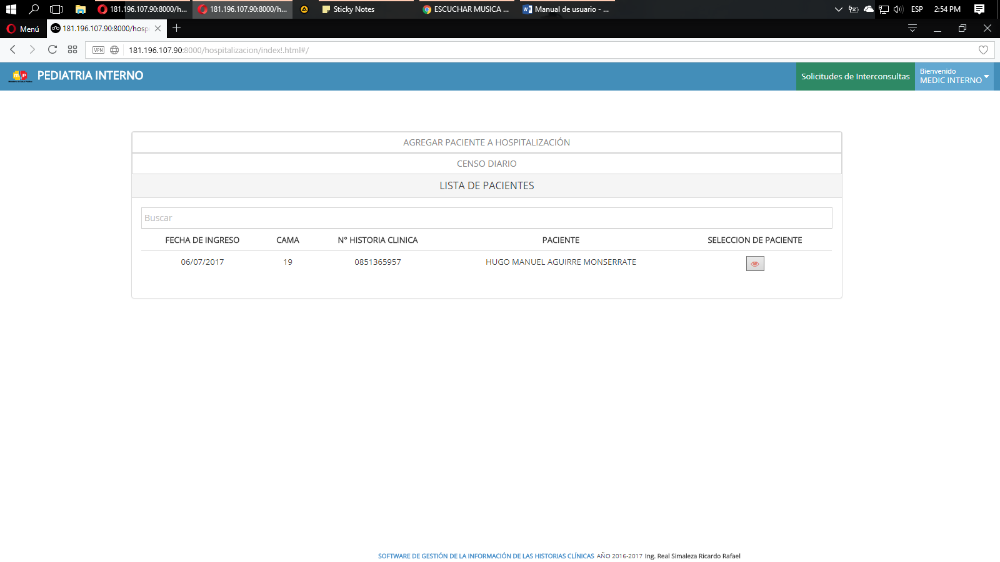 181.196.107.90:8000/h...
181.196.107.90:8000/h...
Sticky Notes
ESCUCHAR MUSICA ...
Manual de usuario - ...
ESP
2:54 PM
Menú
181.196.107.90:8000/hosp
VPN
181.196.107.90:8000/hospitalizacion/index!.html#/
PEDIATRIA INTERNO
Solicitudes de Interconsultas
Bienvenido
MEDIC INTERNO
AGREGAR PACIENTE A HOSPITALIZACIÓN
CENSO DIARIO
LISTA DE PACIENTES
Buscar
FECHA DE INGRESO CAMA N° HISTORIA CLINICA PACIENTE SELECCION DE PACIENTE
06/07/2017 19 0851365957 HUGO MANUEL AGUIRRE MONSERRATE
SOFTWARE DE GESTIÓN DE LA INFORMACIÓN DE LAS HISTORIAS CLÍNICAS AÑO 2016-2017 Ing. Real Simaleza Ricardo Rafael